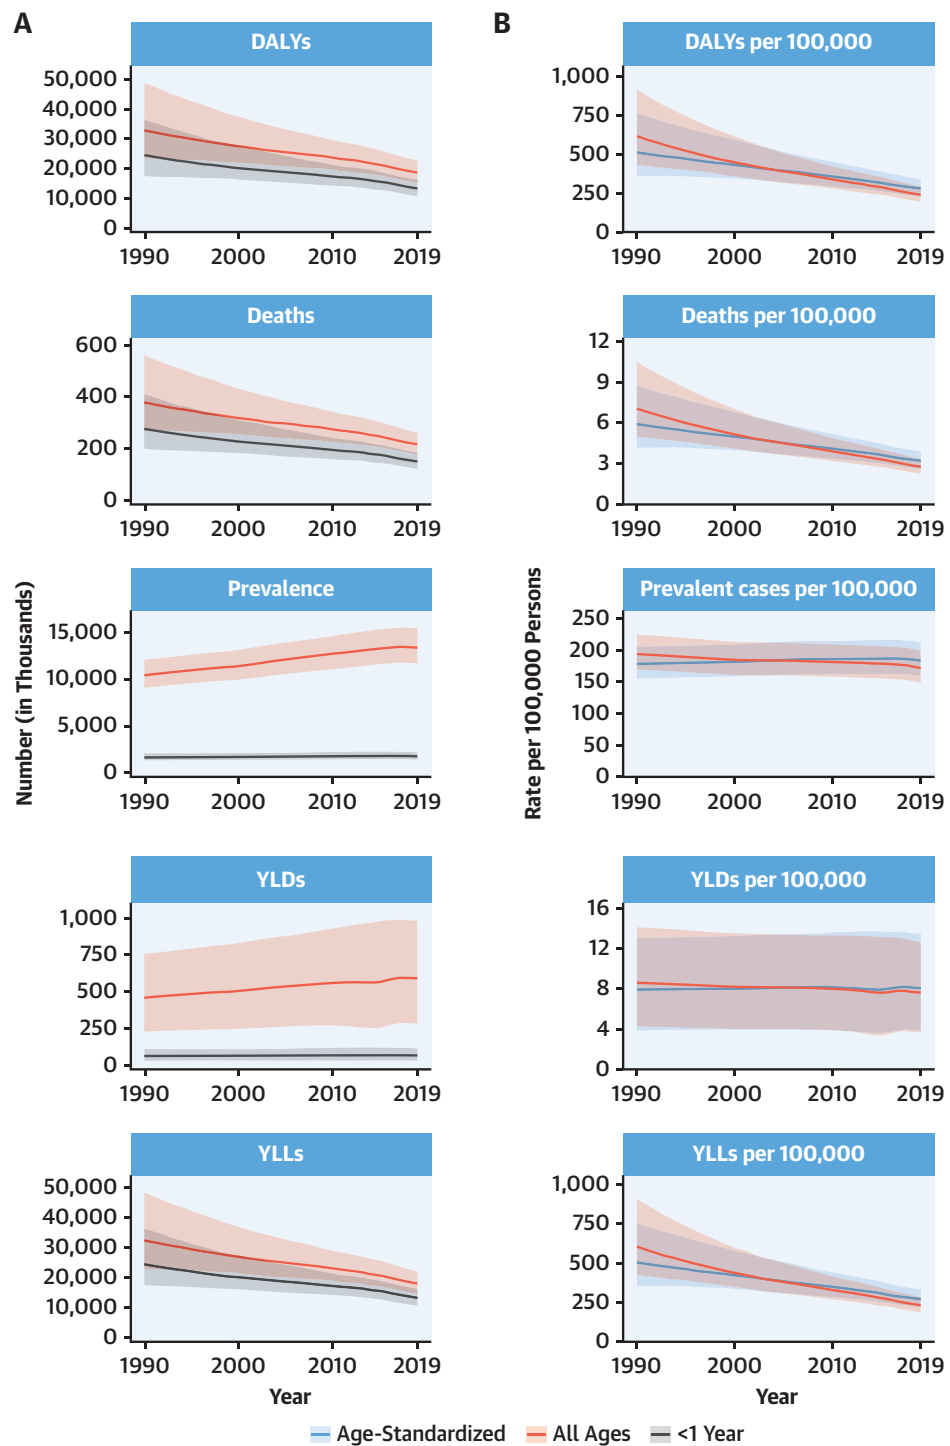 A
DALYs
50,000
40,000
30,000
20,000
10,000
0
1990 2000 2010 2019
Deaths
600
400
200
0
1990 2000 2010 2019
Number (in Thousands)
Prevalence
15,000
10,000
5,000
0
1990 2000 2010 2019
YLDs
1,000
750
500
250
0
1990 2000 2010 2019
YLLs
50,000
40,000
30,000
20,000
10,000
0
1990 2000 2010 2019
Year
B
DALYs per 100,000
1,000
750
500
250
0
1990 2000 2010 2019
Deaths per 100,000
12
9
6
3
0
1990 2000 2010 2019
Rate per 100,000 Persons
Prevalent cases per 100,000
250
200
150
100
50
0
1990 2000 2010 2019
YLDs per 100,000
16
12
8
4
0
1990 2000 2010 2019
YLLs per 100,000
1,000
750
500
250
0
1990 2000 2010 2019
Year
Age-Standardized All Ages <1 Year